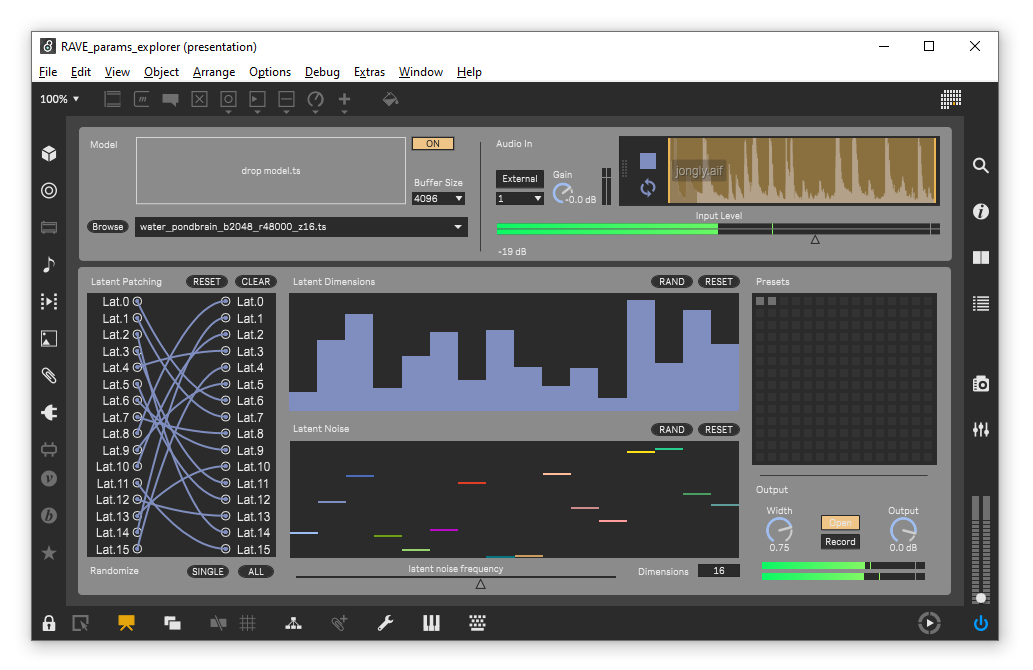 RAVE_params_explorer (presentation)
File Edit View Object Arrange Options Debug Extras Window Help
100%
Model
drop model.ts
ON
Buffer Size
4096
Browse
water_pondbrain_b2048_r48000_z16.ts
Audio In
External
1
Gain
-0.0 dB
jongly.aif
Input Level
-19 dB
Latent Patching RESET CLEAR
Lat.0 Lat.0
Lat.1 Lat.1
Lat.2 Lat.2
Lat.3 Lat.3
Lat.4 Lat.4
Lat.5 Lat.5
Lat.6 Lat.6
Lat.7 Lat.7
Lat.8 Lat.8
Lat.9 Lat.9
Lat.10 Lat.10
Lat.11 Lat.11
Lat.12 Lat.12
Lat.13 Lat.13
Lat.14 Lat.14
Lat.15 Lat.15
Randomize SINGLE ALL
Latent Dimensions RAND RESET
Latent Noise RAND RESET
latent noise frequency
Dimensions 16
Presets
Output
Width
0.75
Open
Record
Output
0.0 dB